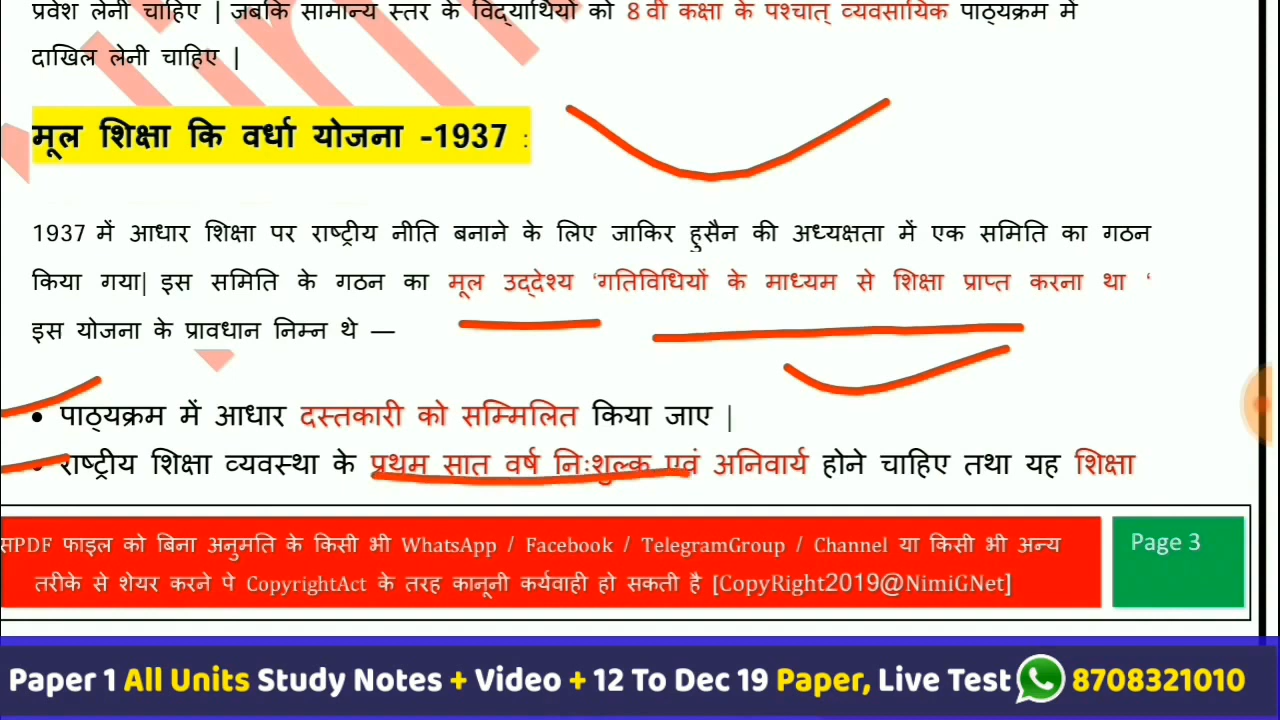 प्रवेश लेनी चाहिए | जबकि सामान्य स्तर के विद्यार्थियों को 8 वी कक्षा के पश्चात् व्यवसायिक पाठ्यक्रम में
दाखिल लेनी चाहिए |
मूल शिक्षा कि वर्धा योजना -1937 :
1937 में आधार शिक्षा पर राष्ट्रीय नीति बनाने के लिए जाकिर हुसैन की अध्यक्षता में एक समिति का गठन
किया गया| इस समिति के गठन का मूल उद्देश्य ‘गतिविधियों के माध्यम से शिक्षा प्राप्त करना था ‘
इस योजना के प्रावधान निम्न थे —
• पाठ्यक्रम में आधार दस्तकारी को सम्मिलित किया जाए |
• राष्ट्रीय शिक्षा व्यवस्था के प्रथम सात वर्ष निःशुल्क एवं अनिवार्य होने चाहिए तथा यह शिक्षा
सPDF फाइल को बिना अनुमति के किसी भी WhatsApp / Facebook / TelegramGroup / Channel या किसी भी अन्य
तरीके से शेयर करने पे CopyrightAct के तरह कानूनी कर्यवाही हो सकती है [CopyRight2019@NimiGNet]
Page 3
Paper 1 All Units Study Notes + Video + 12 To Dec 19 Paper, Live Test 8708321010